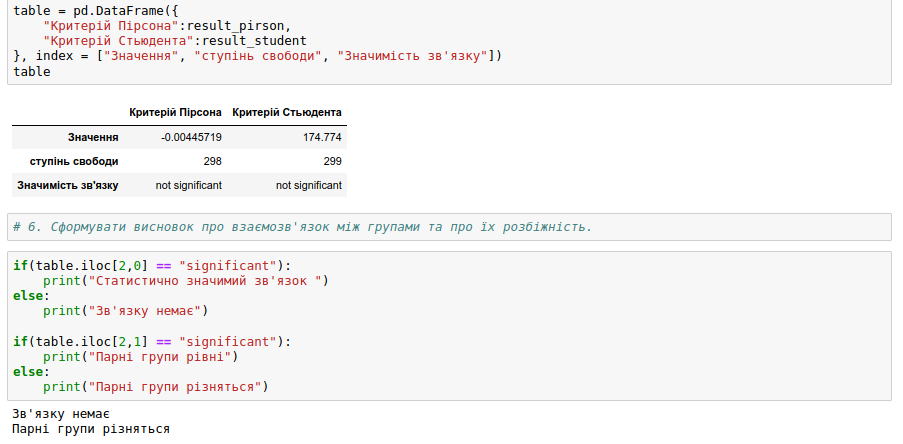 table = pd.DataFrame({
    "Критерій Пірсона":result_pirson,
    "Критерій Стьюдента":result_student
}, index = ["Значення", "ступінь свободи", "Значимість зв'язку"])
table
Критерій Пірсона Критерій Стьюдента
Значення -0.00445719 174.774
ступінь свободи 298 299
Значимість зв'язку not significant not significant
# 6. Сформувати висновок про взаємозв'язок між групами та про їх розбіжність.
if(table.iloc[2,0] == "significant"):
    print("Статистично значимий зв'язок ")
else:
    print("Зв'язку немає")
if(table.iloc[2,1] == "significant"):
    print("Парні групи рівні")
else:
    print("Парні групи різняться")
Зв'язку немає
Парні групи різняться